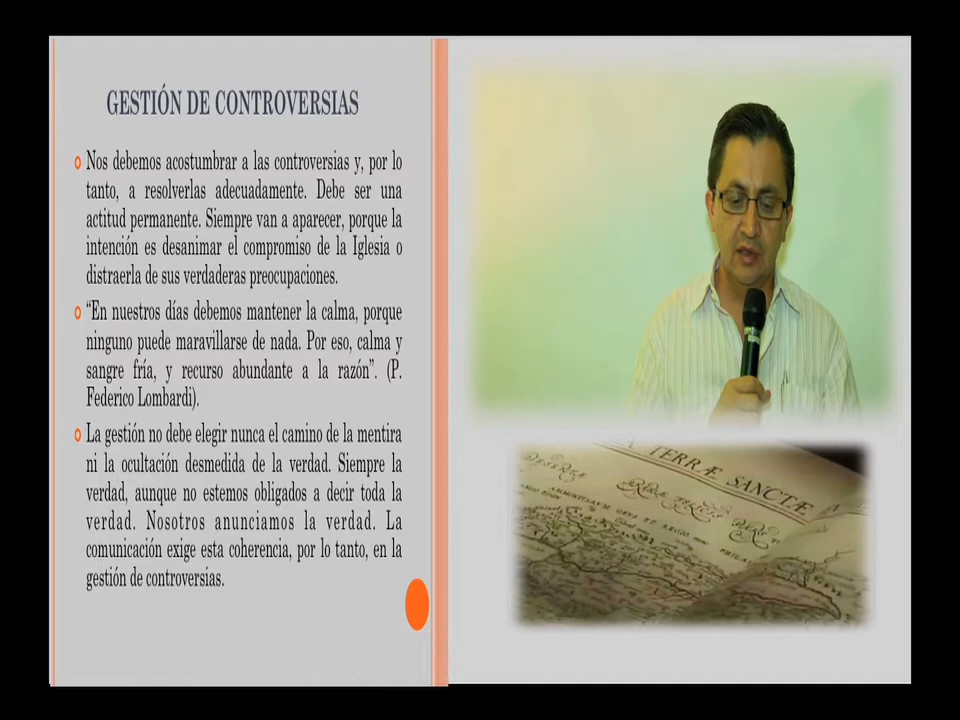 GESTIÓN DE CONTROVERSIAS
Nos debemos acostumbrar a las controversias y, por lo
tanto, a resolverlas adecuadamente. Debe ser una
actitud permanente. Siempre van a aparecer, porque la
intención es desanimar el compromiso de la Iglesia o
distraerla de sus verdaderas preocupaciones.
“En nuestros días debemos mantener la calma, porque
ninguno puede maravillarse de nada. Por eso, calma y
sangre fría, y recurso abundante a la razón”. (P.
Federico Lombardi).
La gestión no debe elegir nunca el camino de la mentira
ni la ocultación desmedida de la verdad. Siempre la
verdad, aunque no estemos obligados a decir toda la
verdad. Nosotros anunciamos la verdad. La
comunicación exige esta coherencia, por lo tanto, en la
gestión de controversias.
TERRÆ SANCTÆ